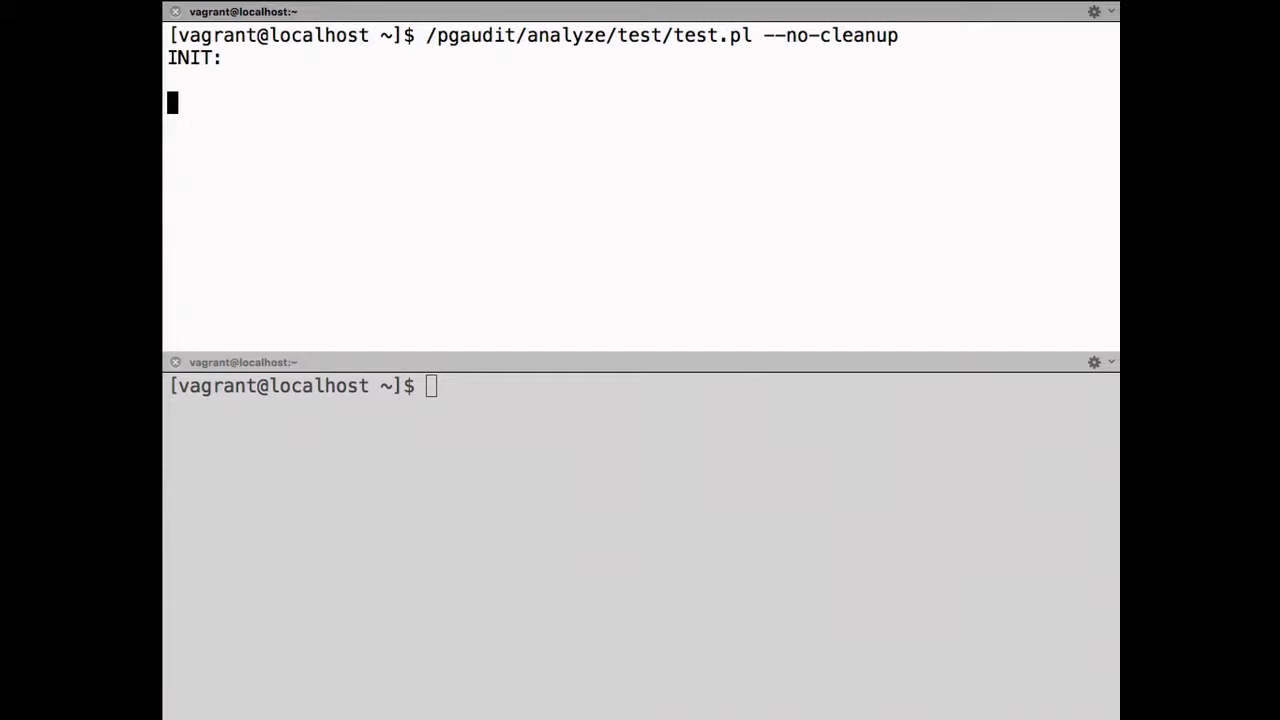 vagrant@localhost:~
[vagrant@localhost ~]$ /pgaudit/analyze/test/test.pl --no-cleanup
INIT:
vagrant@localhost:~
[vagrant@localhost ~]$